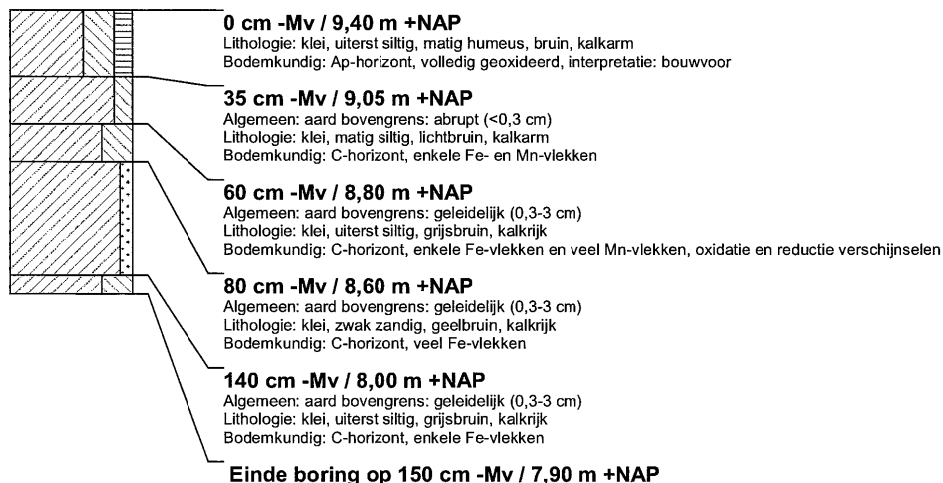 0 cm -Mv / 9,40 m +NAP
Lithologie: klei, uiterst siltig, matig humeus, bruin, kalkarm
Bodemkundig: Ap-horizont, volledig geoxideerd, interpretatie: bouwvoor
35 cm -Mv / 9,05 m +NAP
Algemeen: aard bovengrens: abrupt (<0,3 cm)
Lithologie: klei, matig siltig, lichtbruin, kalkarm
Bodemkundig: C-horizont, enkele Fe- en Mn-vlekken
60 cm -Mv / 8,80 m +NAP
Algemeen: aard bovengrens: geleidelijk (0,3-3 cm)
Lithologie: klei, uiterst siltig, grijsbruin, kalkrijk
Bodemkundig: C-horizont, enkele Fe-vlekken en veel Mn-vlekken, oxidatie en reductie verschijnselen
80 cm -Mv / 8,60 m +NAP
Algemeen: aard bovengrens: geleidelijk (0,3-3 cm)
Lithologie: klei, zwak zandig, geelbruin, kalkrijk
Bodemkundig: C-horizont, veel Fe-vlekken
140 cm -Mv / 8,00 m +NAP
Algemeen: aard bovengrens: geleidelijk (0,3-3 cm)
Lithologie: klei, uiterst siltig, grijsbruin, kalkrijk
Bodemkundig: C-horizont, enkele Fe-vlekken
Einde boring op 150 cm -Mv / 7,90 m +NAP